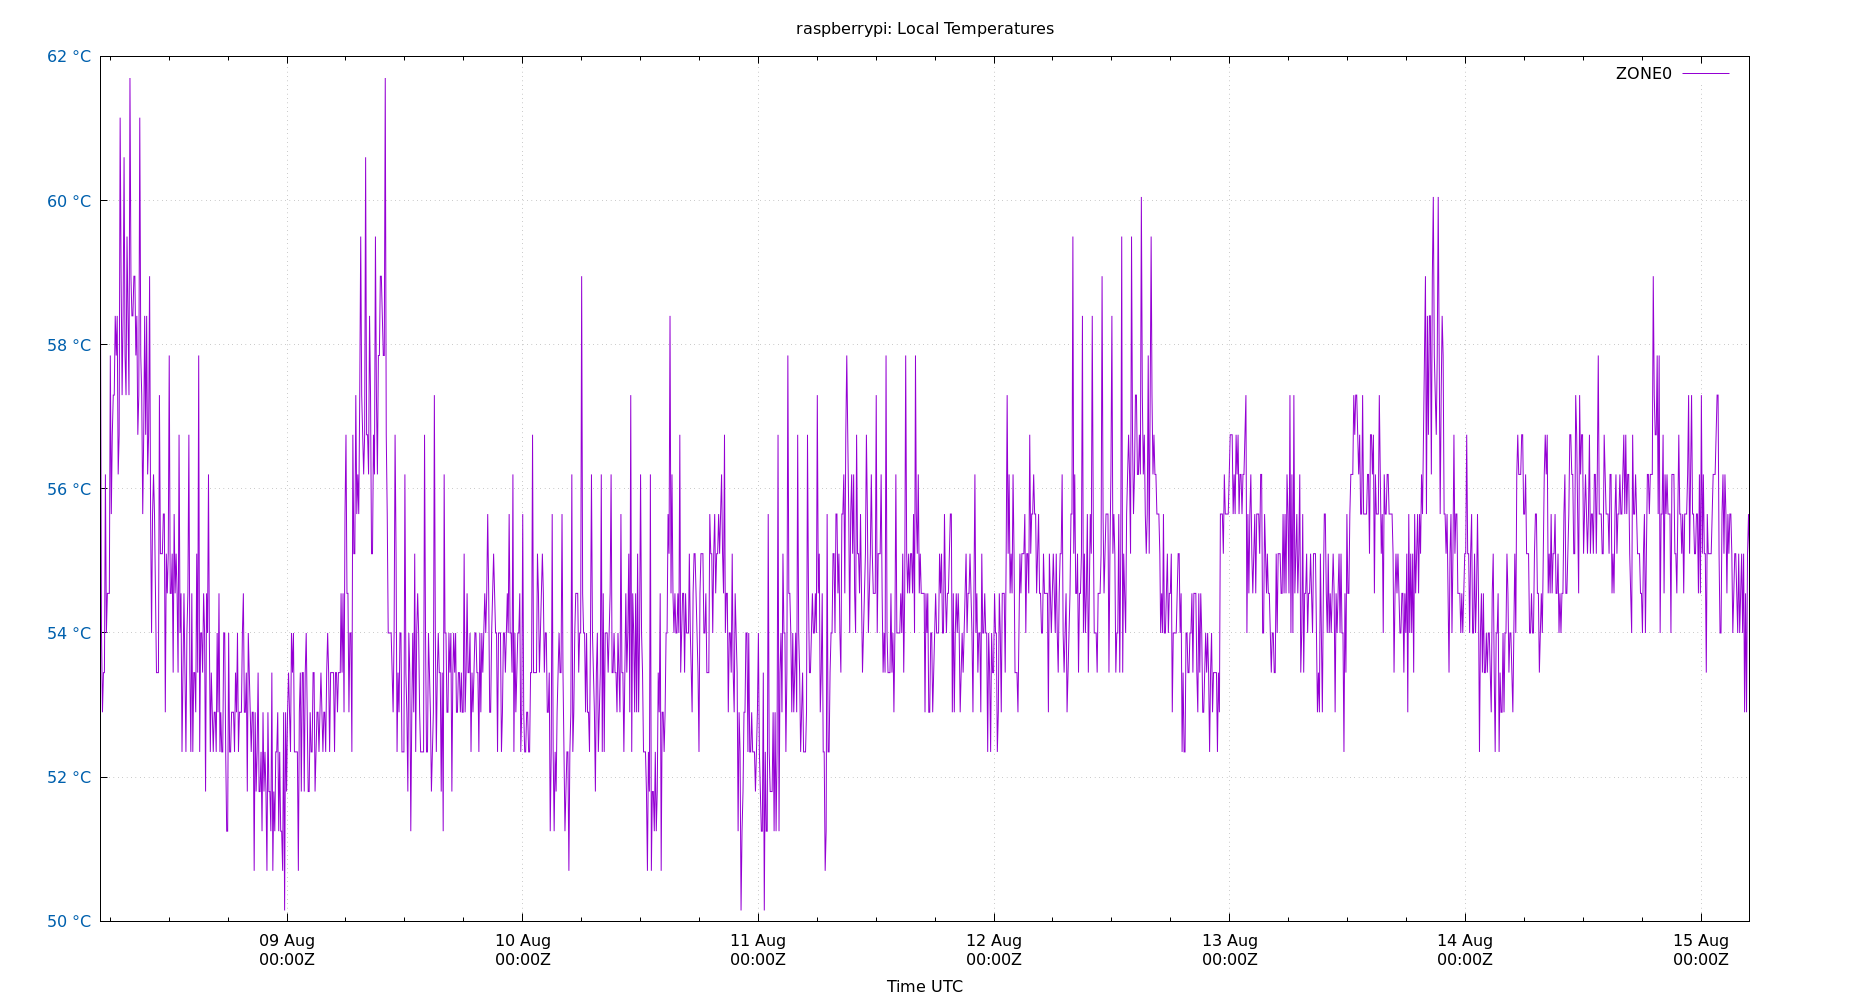 raspberrypi: Local Temperatures
62 °C
ZONE0
60 °C
58 °C
56 °C
54 °C
52 °C
50 °C
09 Aug 10 Aug 11 Aug 12 Aug 13 Aug 14 Aug 15 Aug
00:00Z 00:00Z 00:00Z 00:00Z 00:00Z 00:00Z 00:00Z
Time UTC